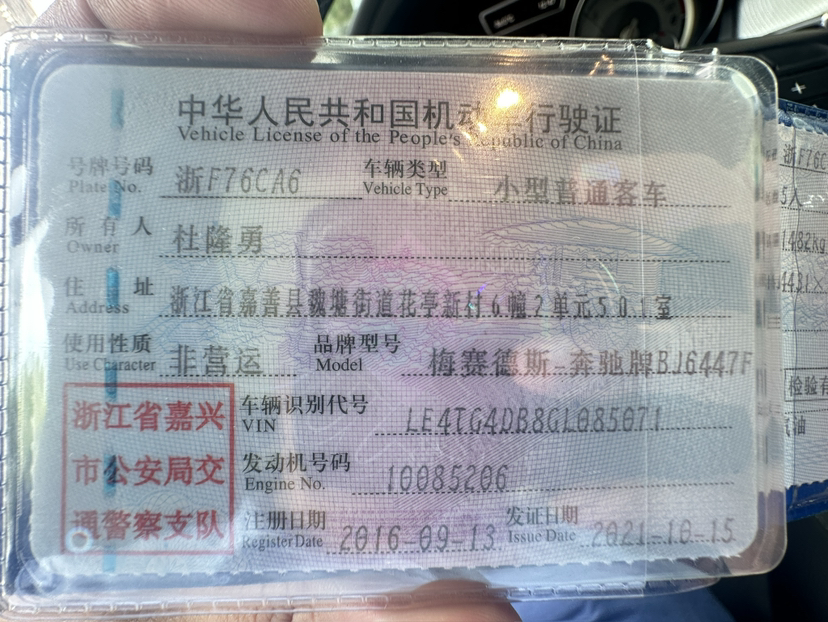 中华人民共和国机动车行驶证
Vehicle License of the People's Republic of China
号牌号码 浙F76CA6 车辆类型 小型普通客车
Plate No. Vehicle Type
所有人 杜隆勇
Owner
住址 浙江省嘉善县魏塘街道花亭新村6幢2单元501室
Address
使用性质 非营运 品牌型号 梅赛德斯-奔驰牌BJ6447F
Use Character Model
浙江省嘉兴
市公安局交
通警察支队
车辆识别代号 LE4TG4DB8GL085071
VIN
发动机号码 10085206
Engine No.
注册日期 2016-09-13 发证日期 2021-10-15
Register Date Issue Date
浙F76C
5人
1482kg
检验有
油